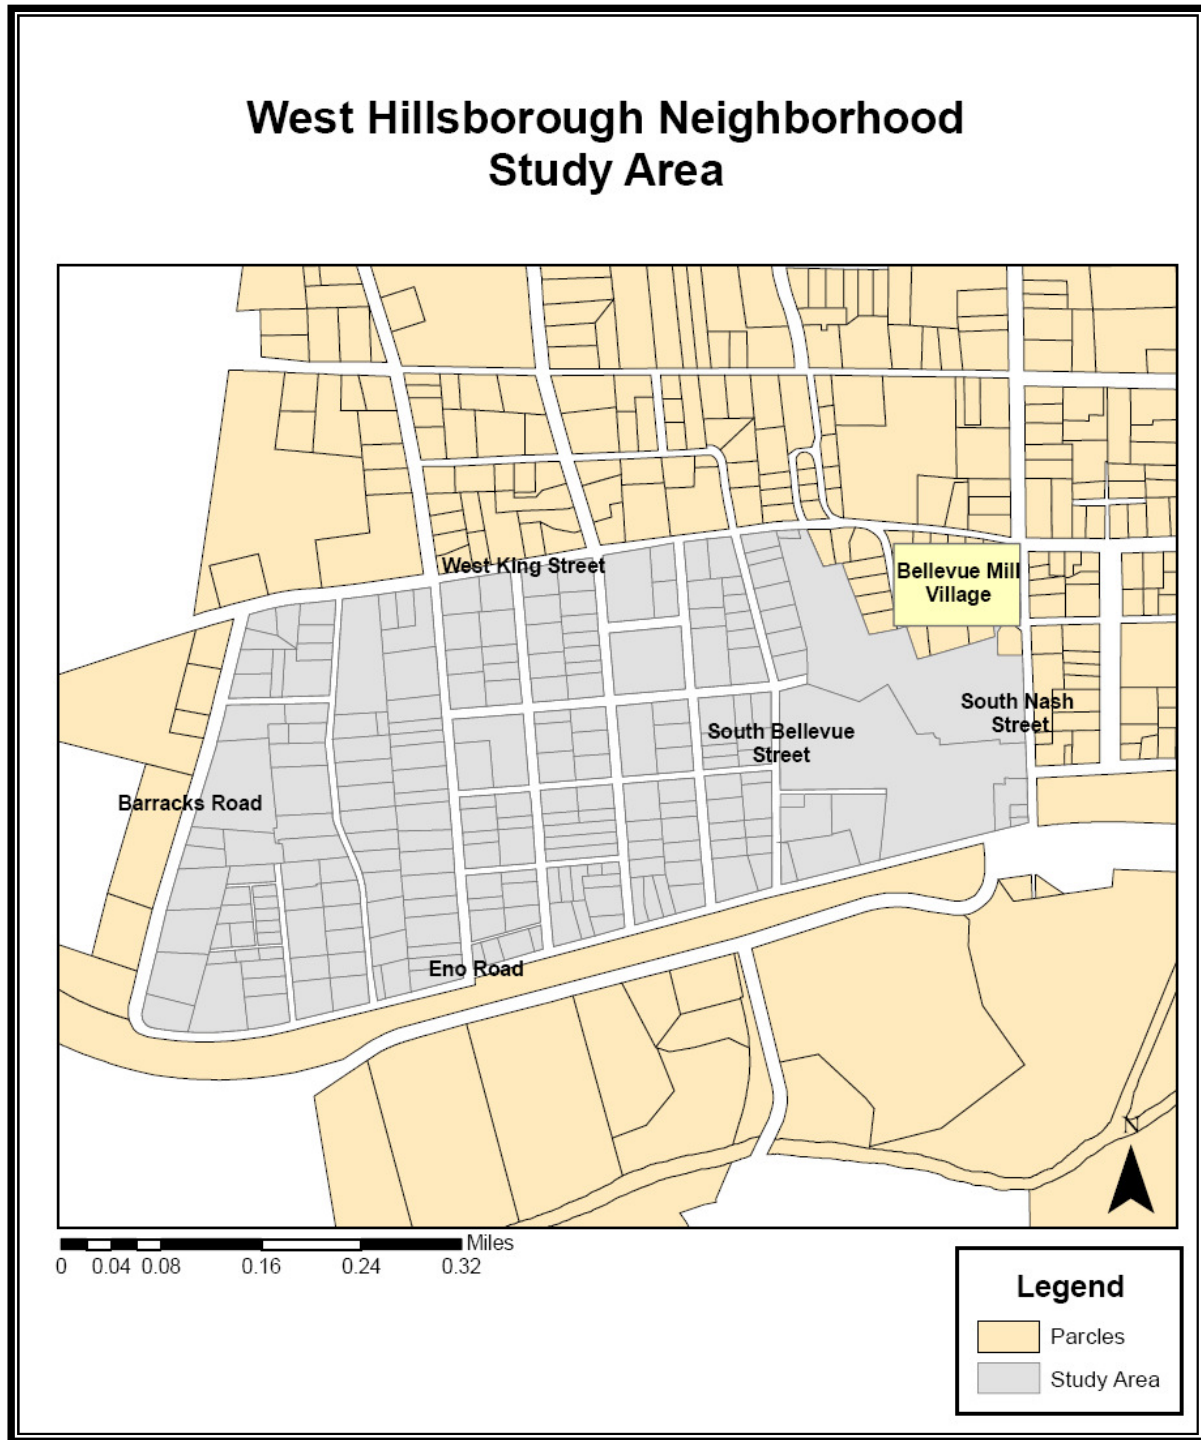 West Hillsborough Neighborhood
Study Area
West King Street
Bellevue Mill
Village
South Nash
Street
South Bellevue
Street
Barracks Road
Eno Road
N
Miles
0 0.04 0.08 0.16 0.24 0.32
Legend
Parcles
Study Area